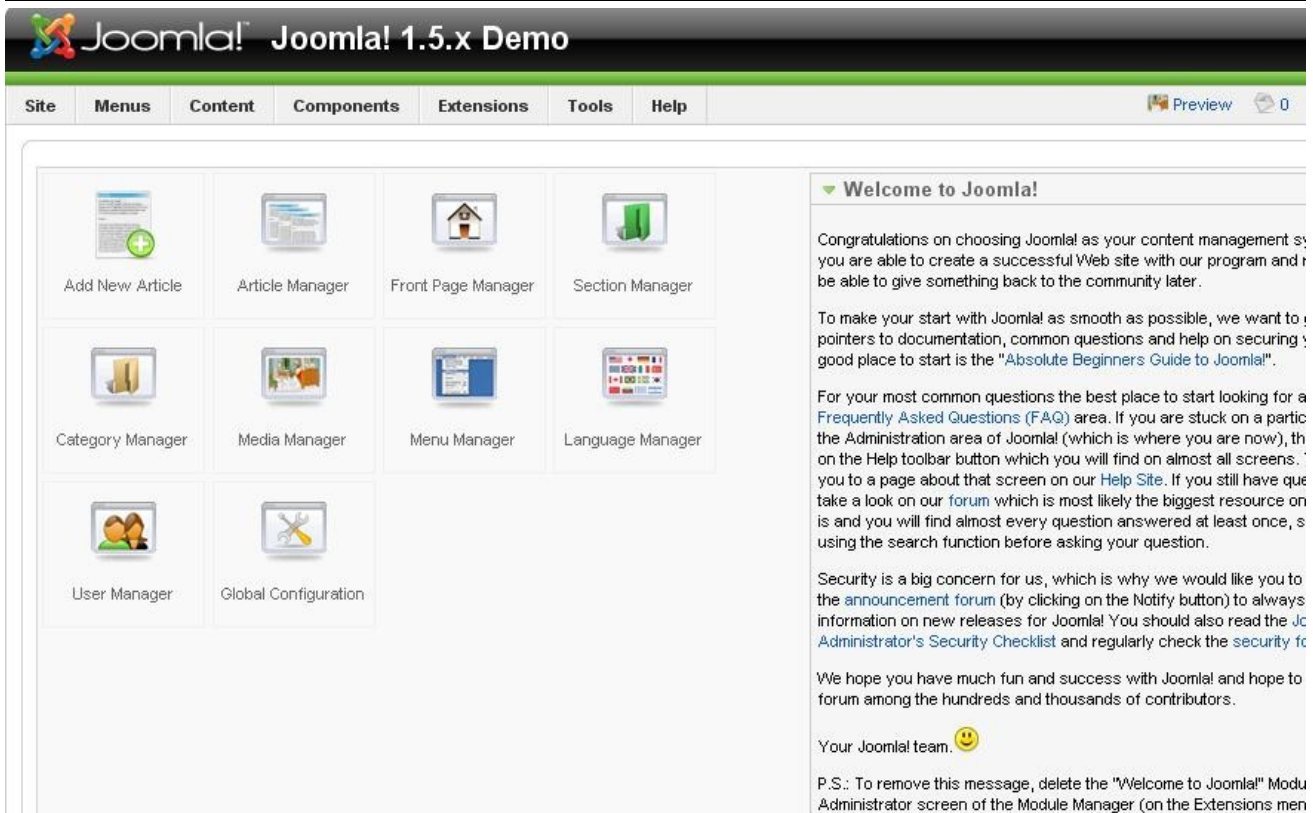 Joomla! Joomla! 1.5.x Demo
Site Menus Content Components Extensions Tools Help Preview 0
Add New Article Article Manager Front Page Manager Section Manager
Category Manager Media Manager Menu Manager Language Manager
User Manager Global Configuration
Welcome to Joomla!
Congratulations on choosing Joomla! as your content management
you are able to create a successful Web site with our program and
be able to give something back to the community later.
To make your start with Joomla! as smooth as possible, we want to
pointers to documentation, common questions and help on securing
good place to start is the "Absolute Beginners Guide to Joomla!".
For your most common questions the best place to start looking for a
Frequently Asked Questions (FAQ) area. If you are stuck on a
the Administration area of Joomla! (which is where you are now),
on the Help toolbar button which you will find on almost all screens.
you to a page about that screen on our Help Site. If you still have
take a look on our forum which is most likely the biggest resource on
is and you will find almost every question answered at least once,
using the search function before asking your question.
Security is a big concern for us, which is why we would like you to
the announcement forum (by clicking on the Notify button) to always
information on new releases for Joomla! You should also read the
Administrator's Security Checklist and regularly check the security
We hope you have much fun and success with Joomla! and hope to
forum among the hundreds and thousands of contributors.
Your Joomla! team.
P.S.: To remove this message, delete the "Welcome to Joomla!"
Administrator screen of the Module Manager (on the Extensions